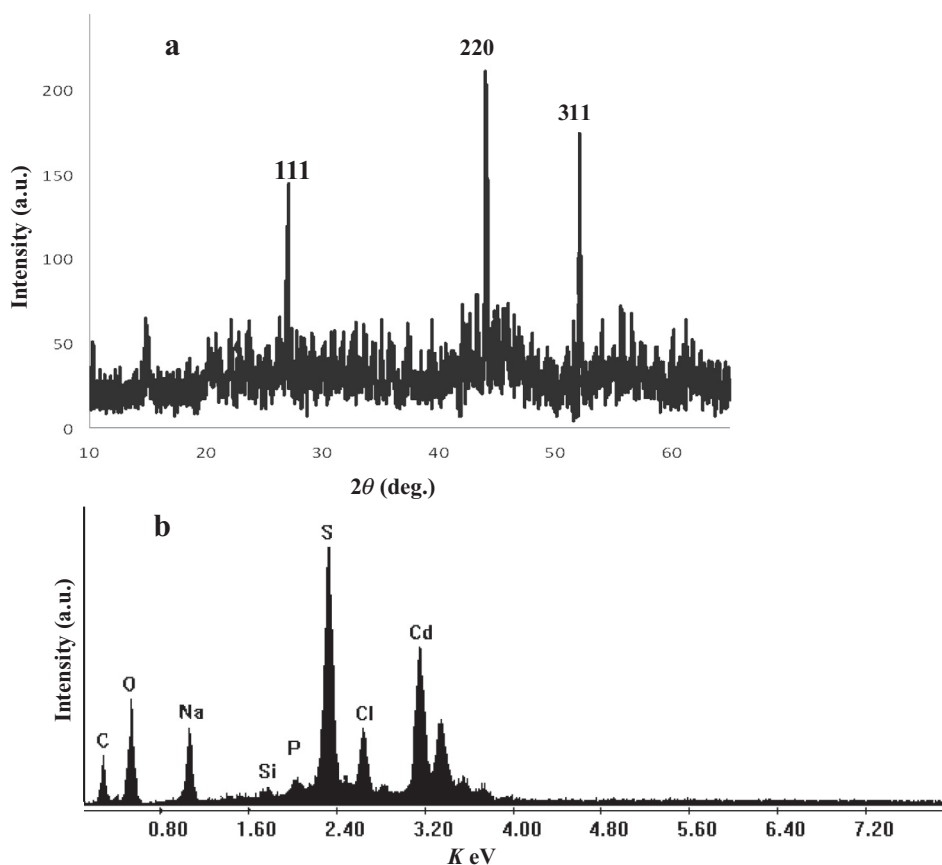 a
220
311
111
200
150
100
50
0
Intensity (a.u.)
10 20 30 40 50 60
2θ (deg.)
b
S
Cd
O
Na
Cl
C
P
Si
Intensity (a.u.)
0.80 1.60 2.40 3.20 4.00 4.80 5.60 6.40 7.20
K eV